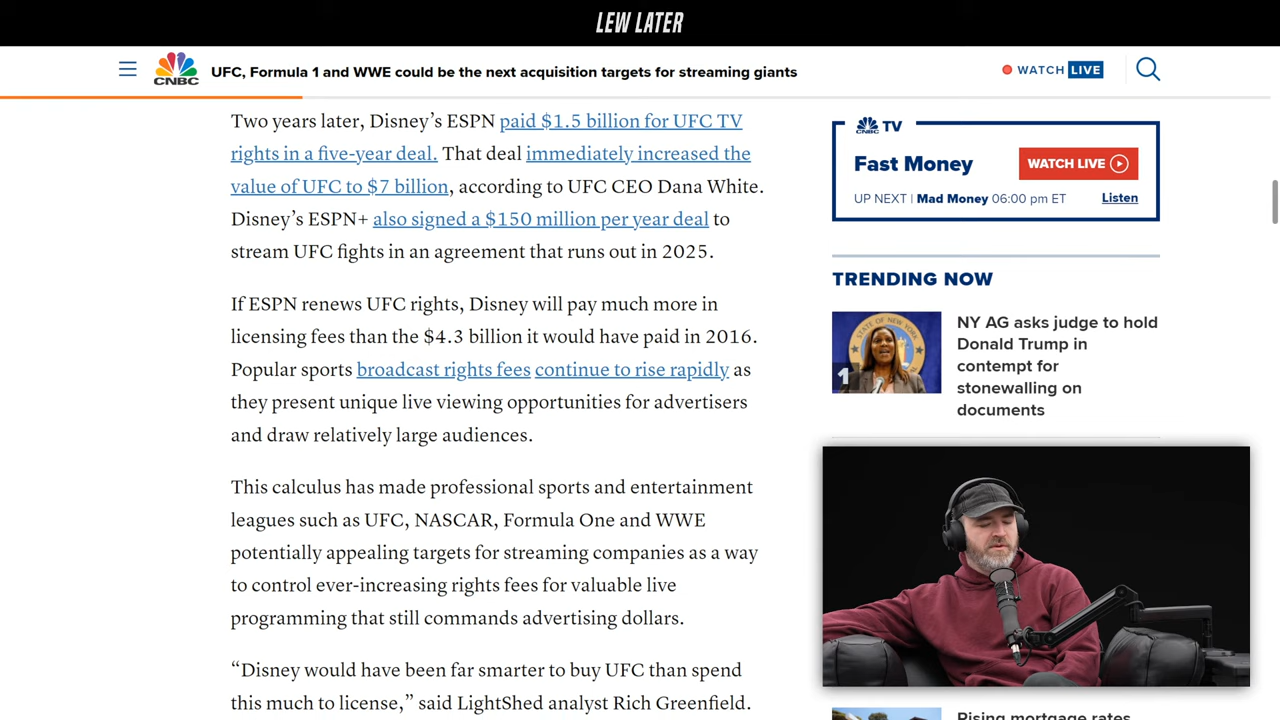 LEW LATER
CNBC
UFC, Formula 1 and WWE could be the next acquisition targets for streaming giants
WATCH LIVE
Two years later, Disney’s ESPN paid $1.5 billion for UFC TV
rights in a five-year deal. That deal immediately increased the
value of UFC to $7 billion, according to UFC CEO Dana White.
Disney’s ESPN+ also signed a $150 million per year deal to
stream UFC fights in an agreement that runs out in 2025.
If ESPN renews UFC rights, Disney will pay much more in
licensing fees than the $4.3 billion it would have paid in 2016.
Popular sports broadcast rights fees continue to rise rapidly as
they present unique live viewing opportunities for advertisers
and draw relatively large audiences.
This calculus has made professional sports and entertainment
leagues such as UFC, NASCAR, Formula One and WWE
potentially appealing targets for streaming companies as a way
to control ever-increasing rights fees for valuable live
programming that still commands advertising dollars.
“Disney would have been far smarter to buy UFC than spend
this much to license,” said LightShed analyst Rich Greenfield.
CNBC TV
Fast Money
WATCH LIVE
UP NEXT | Mad Money 06:00 pm ET
Listen
TRENDING NOW
1
NY AG asks judge to hold
Donald Trump in
contempt for
stonewalling on
documents
Rising mortgage rates